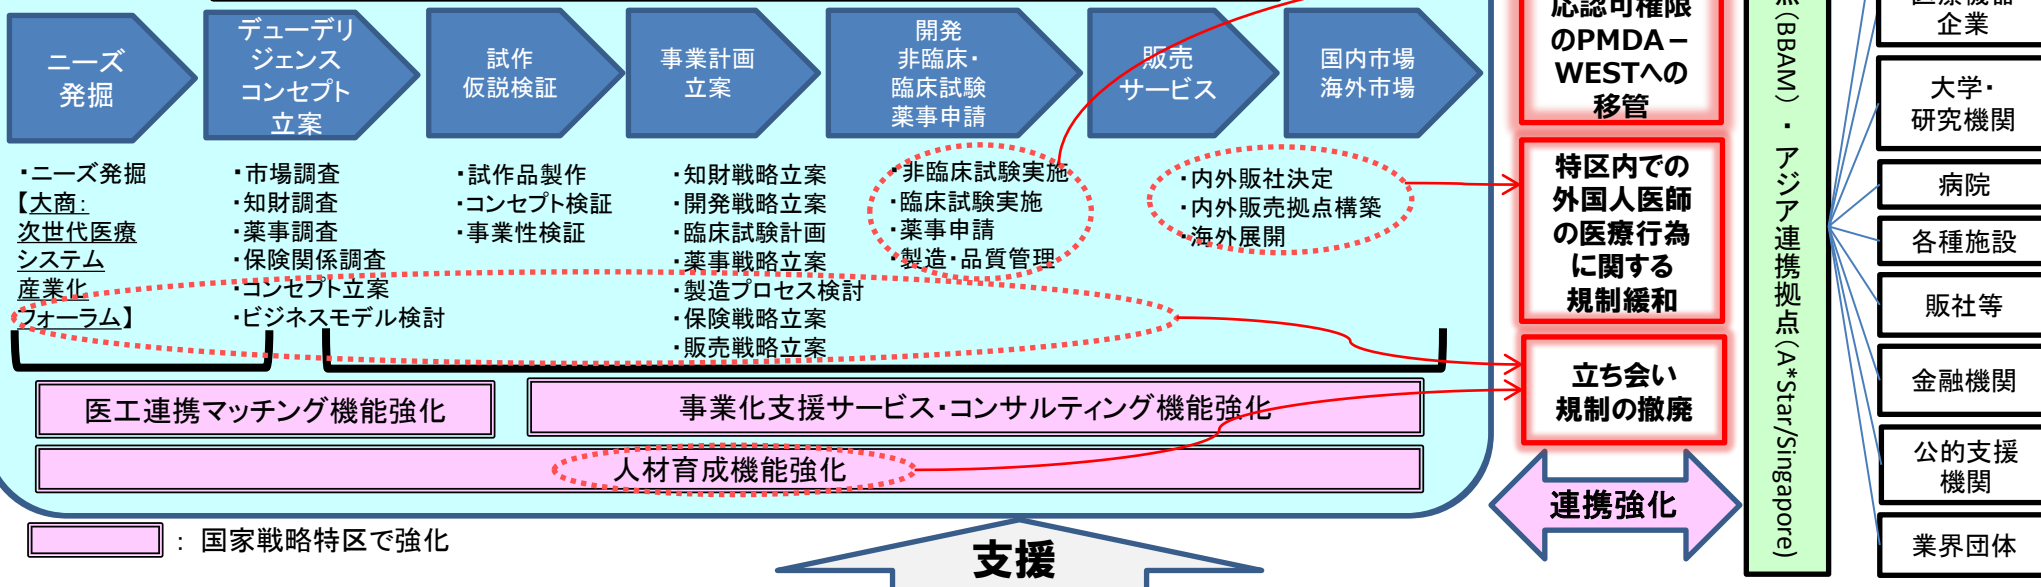 ニーズ
発掘
デューデリ
ジェンス
コンセプト
立案
試作
仮説検証
事業計画
立案
開発
非臨床・
臨床試験
薬事申請
販売
サービス
国内市場
海外市場
・ニーズ発掘
【大商：
次世代医療
システム
産業化
フォーラム】
・市場調査
・知財調査
・薬事調査
・保険関係調査
・コンセプト立案
・ビジネスモデル検討
・試作品製作
・コンセプト検証
・事業性検証
・知財戦略立案
・開発戦略立案
・臨床試験計画
・薬事戦略立案
・製造プロセス検討
・保険戦略立案
・販売戦略立案
・非臨床試験実施
・臨床試験実施
・薬事申請
・製造・品質管理
・内外販社決定
・内外販売拠点構築
・海外展開
医工連携マッチング機能強化
事業化支援サービス・コンサルティング機能強化
人材育成機能強化
：国家戦略特区で強化
支援
応認可権限
のPMDA－
WESTへの
移管
特区内での
外国人医師
の医療行為
に関する
規制緩和
立ち会い
規制の撤廃
連携強化
点（BBAM）・アジア連携拠点（A*Star/Singapore）
医療機器
企業
大学・
研究機関
病院
各種施設
販社等
金融機関
公的支援
機関
業界団体